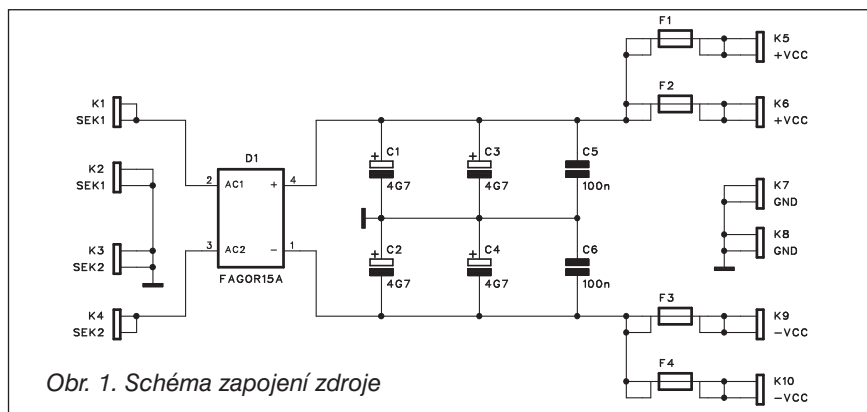 F1
K5
+VCC
F2
K6
+VCC
K1
SEK1
K2
SEK1
K3
SEK2
K4
SEK2
D1
2 AC1 + 4
3 AC2 - 1
FAGOR15A
C1
4G7
C3
4G7
C5
100n
C2
4G7
C4
4G7
C6
100n
K7
GND
K8
GND
F3
K9
-VCC
F4
K10
-VCC
Obr. 1. Schéma zapojení zdroje